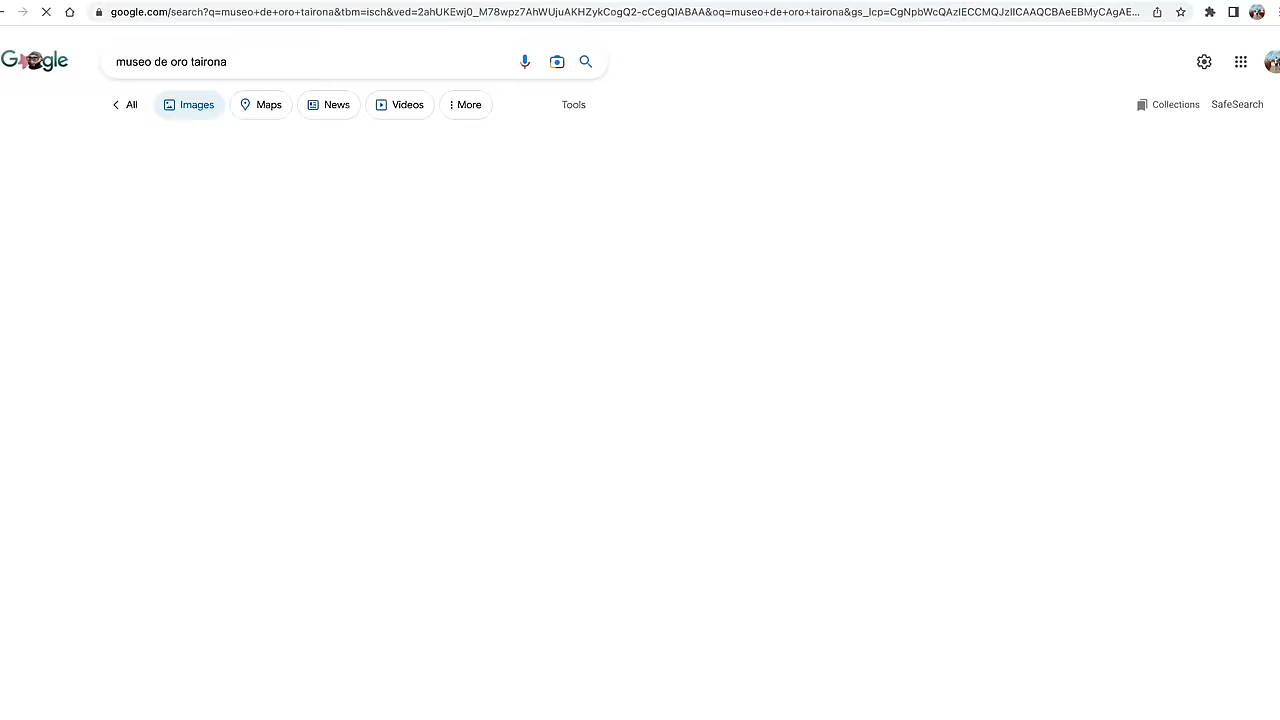 google.com/search?q=museo+de+oro+tairona&tbm=isch&ved=2ahUKEwj0_M78wpz7AhWUjuAKHZykCogQ2-cCegQIABAA&oq=museo+de+oro+tairona&gs_lcp=CgNpbWcQAzIECCMQJzIICAAQCBAeEBMyCAgAE...
Google
museo de oro tairona
All Images Maps News Videos More Tools Collections SafeSearch